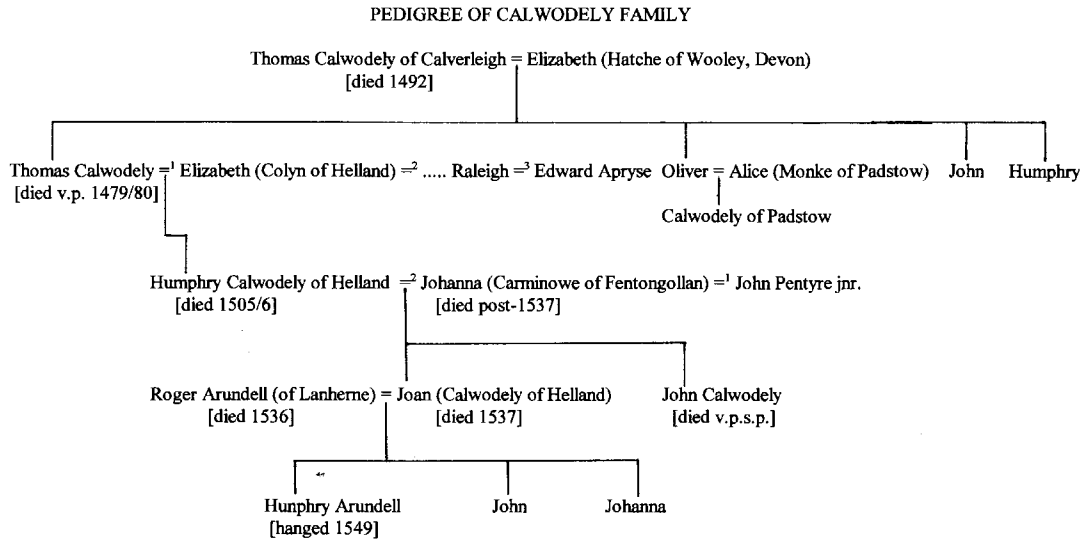 PEDIGREE OF CALWODELY FAMILY
Thomas Calwodely of Calverleigh = Elizabeth (Hatche of Wooley, Devon)
[died 1492]
Thomas Calwodely =¹ Elizabeth (Colyn of Helland) =² ..... Raleigh =³ Edward Apryse Oliver = Alice (Monke of Padstow) John Humphry
[died v.p. 1479/80]
Calwodely of Padstow
Humphry Calwodely of Helland =² Johanna (Carminowe of Fentongollan) =¹ John Pentyre jnr.
[died 1505/6] [died post-1537]
Roger Arundell (of Lanherne) = Joan (Calwodely of Helland) John Calwodely
[died 1536] [died 1537] [died v.p.s.p.]
Hunphry Arundell John Johanna
[hanged 1549]